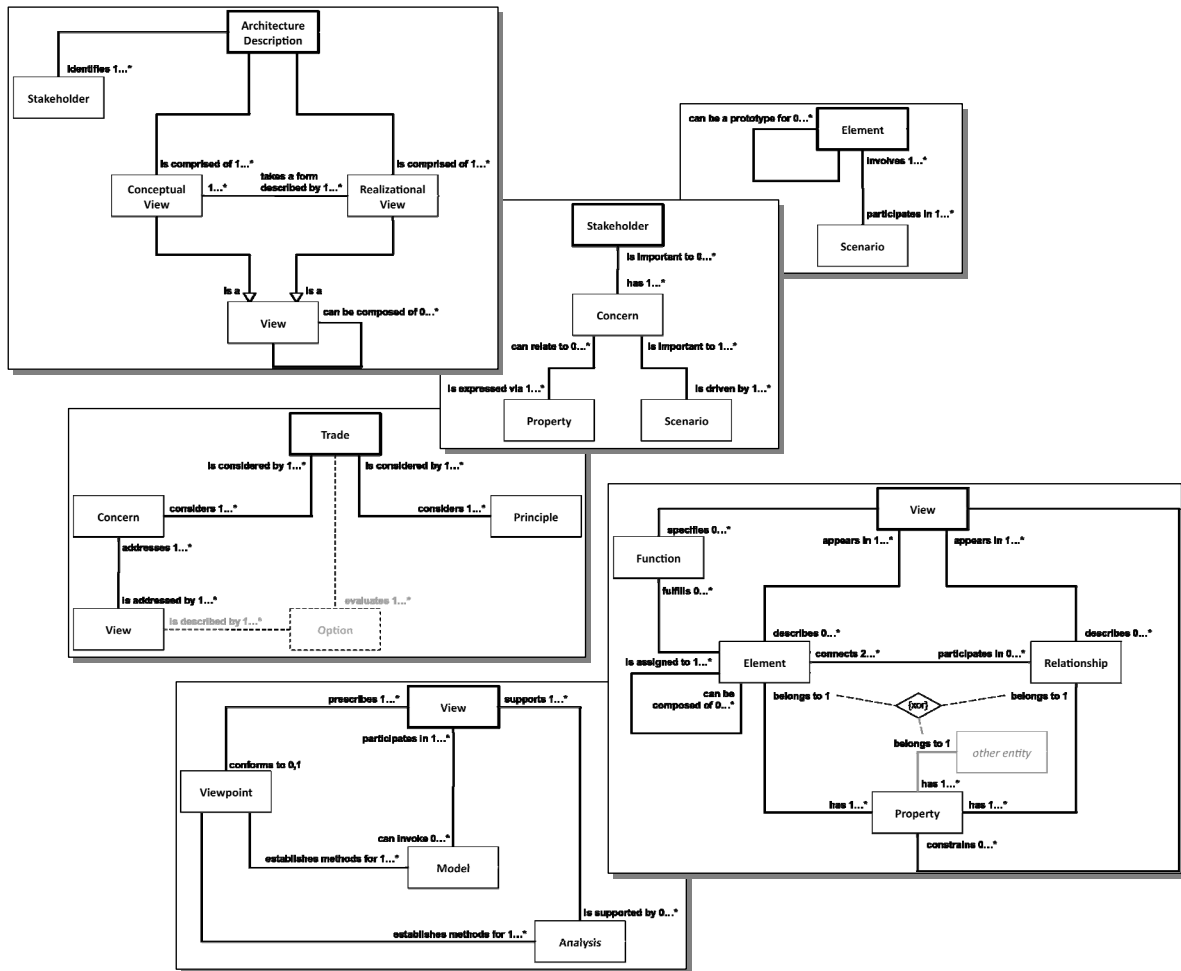 Architecture
Description
Identifies 1...*
Stakeholder
is comprised of 1...*
is comprised of 1...*
takes a form
described by 1...*
1...*
Conceptual
View
Realizational
View
is a
is a
can be composed of 0...*
View
can be a prototype for 0...*
Element
involves 1...*
participates in 1...*
Scenario
Stakeholder
is important to 0...*
has 1...*
Concern
can relate to 0...*
is important to 1...*
is expressed via 1...*
is driven by 1...*
Property
Scenario
Trade
is considered by 1...*
is considered by 1...*
Concern
considers 1...*
considers 1...*
Principle
addresses 1...*
is addressed by 1...*
evaluates 1...*
View
is described by 1...*
Option
View
specifies 0...*
appears in 1...*
appears in 1...*
Function
fulfills 0...*
describes 0...*
describes 0...*
is assigned to 1...*
Element
connects 2...*
participates in 0...*
Relationship
can be
composed of 0...*
belongs to 1
{xor}
belongs to 1
belongs to 1
other entity
has 1...*
has 1...*
has 1...*
Property
constrains 0...*
prescribes 1...*
View
supports 1...*
participates in 1...*
conforms to 0,1
Viewpoint
can invoke 0...*
establishes methods for 1...*
Model
is supported by 0...*
establishes methods for 1...*
Analysis